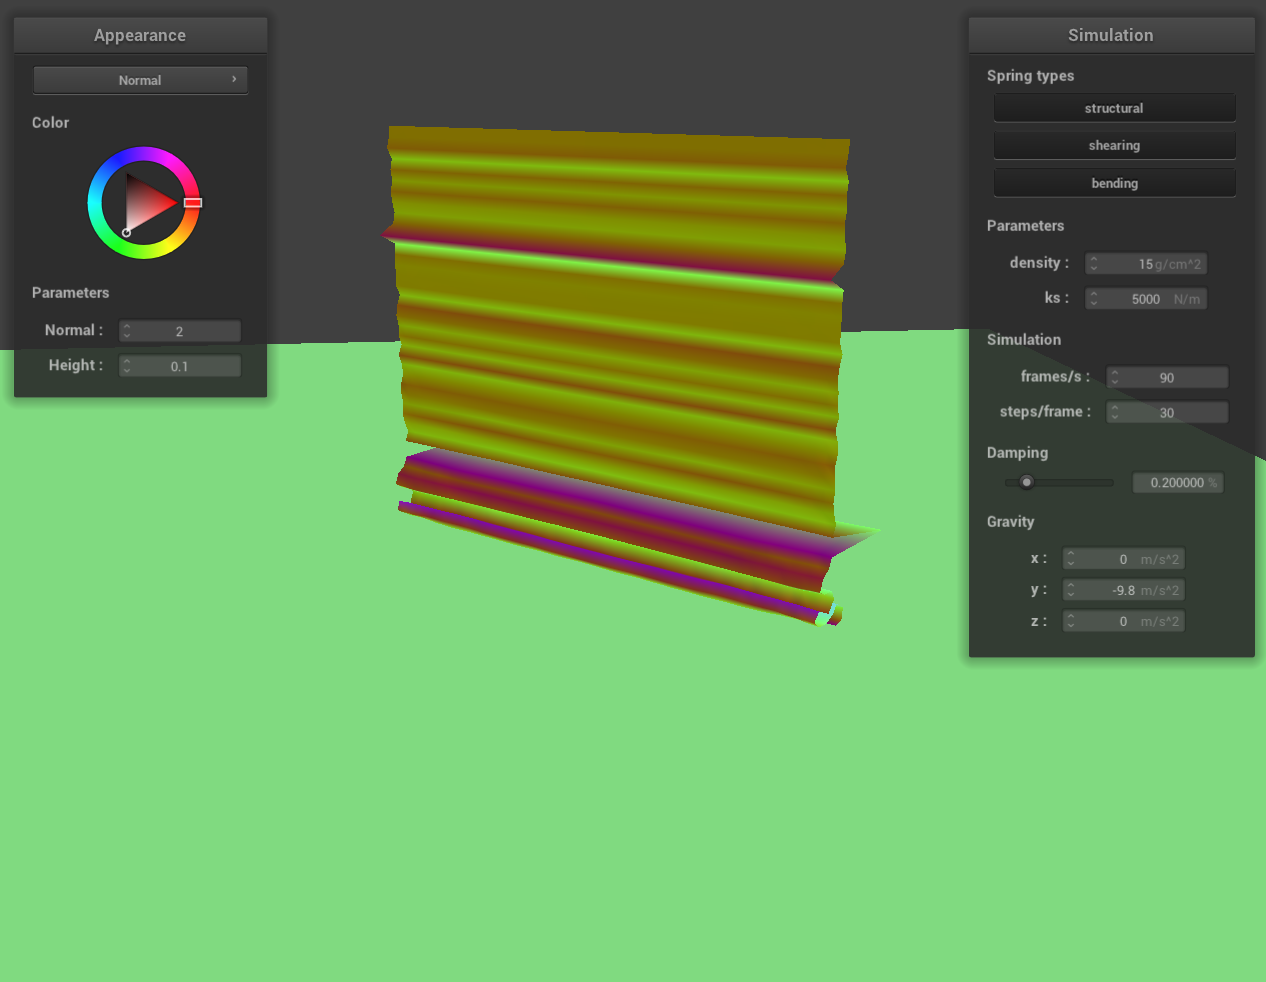 Appearance
Normal
Color
Parameters
Normal : 2
Height : 0.1
Simulation
Spring types
structural
shearing
bending
Parameters
density : 15 g/cm^2
ks : 5000 N/m
Simulation
frames/s : 90
steps/frame : 30
Damping
0.200000 %
Gravity
x : 0 m/s^2
y : -9.8 m/s^2
z : 0 m/s^2